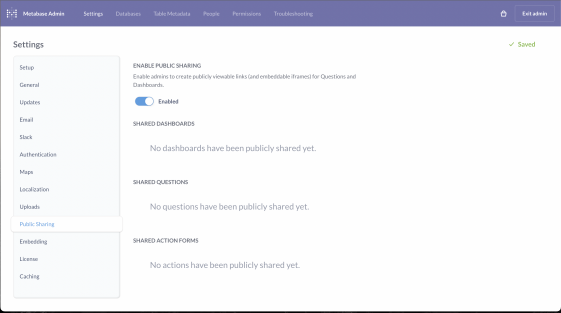 Metabase Admin Settings Databases Table Metadata People Permissions Troubleshooting Exit admin
Settings
Saved
Setup
General
Updates
Email
Slack
Authentication
Maps
Localization
Uploads
Public Sharing
Embedding
License
Caching
ENABLE PUBLIC SHARING
Enable admins to create publicly viewable links (and embeddable iframes) for Questions and
Dashboards.
Enabled
SHARED DASHBOARDS
No dashboards have been publicly shared yet.
SHARED QUESTIONS
No questions have been publicly shared yet.
SHARED ACTION FORMS
No actions have been publicly shared yet.